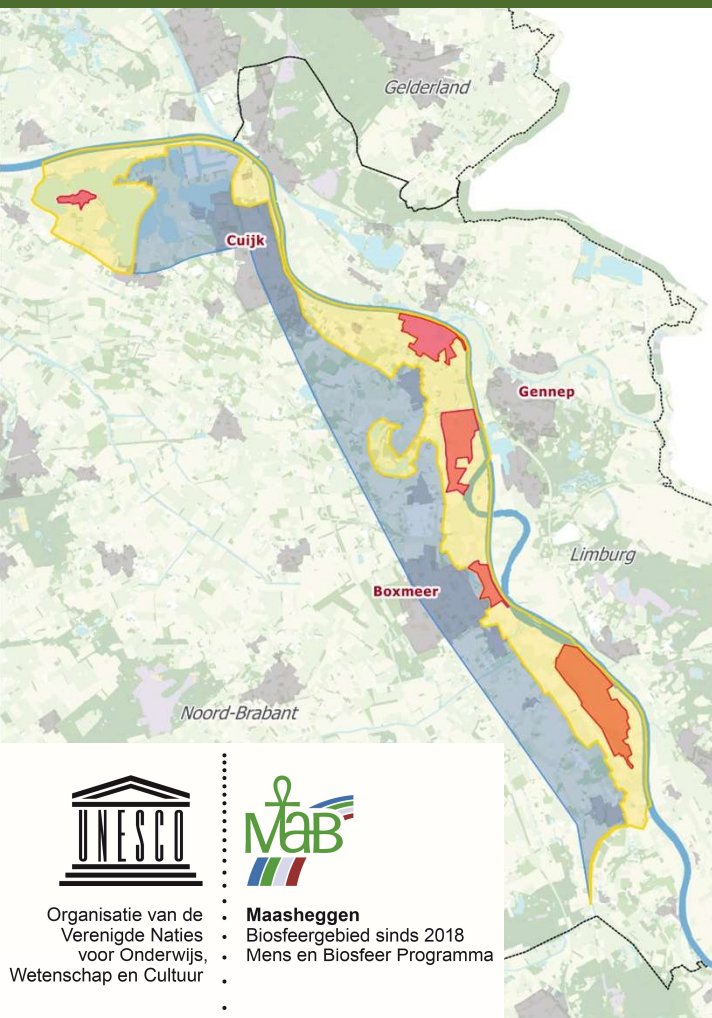 Gelderland
Cuijk
Gennep
Limburg
Boxmeer
Noord-Brabant
UNESCO
MaB
Organisatie van de
Verenigde Naties
voor Onderwijs,
Wetenschap en Cultuur
Maasheggen
Biosfeergebied sinds 2018
Mens en Biosfeer Programma